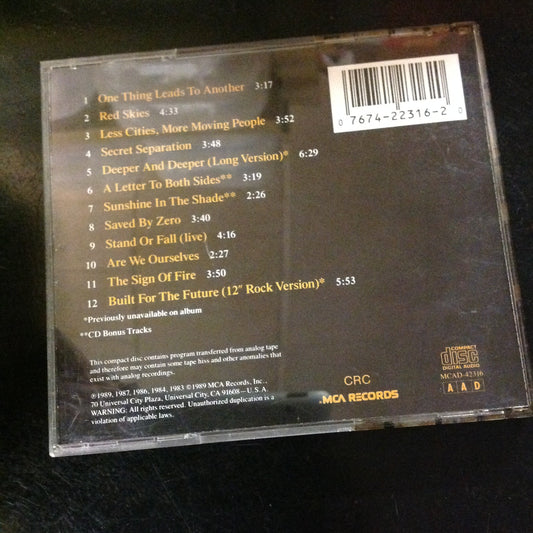 1 One Thing Leads To Another 3:17
2 Red Skies 4:33
3 Less Cities, More Moving People 3:52
4 Secret Separation 3:48
5 Deeper And Deeper (Long Version)* 6:29
6 A Letter To Both Sides** 3:19
7 Sunshine In The Shade** 2:26
8 Saved By Zero 3:40
9 Stand Or Fall (live) 4:16
10 Are We Ourselves 2:27
11 The Sign Of Fire 3:50
12 Built For The Future (12" Rock Version)* 5:53
*Previously unavailable on album
**CD Bonus Tracks
This compact disc contains program transferred from analog tape
and therefore may contain some tape hiss and other anomalies that
exist with analog recordings.
℗1989, 1987, 1986, 1984, 1983 ©1989 MCA Records, Inc.,
70 Universal City Plaza, Universal City, CA 91608—U.S.A.
WARNING: All rights reserved. Unauthorized duplication is a
violation of applicable laws.
0 7674-22316-2 0
CRC
MCA RECORDS
COMPACT
disc
DIGITAL AUDIO
MCAD-42316
A A D